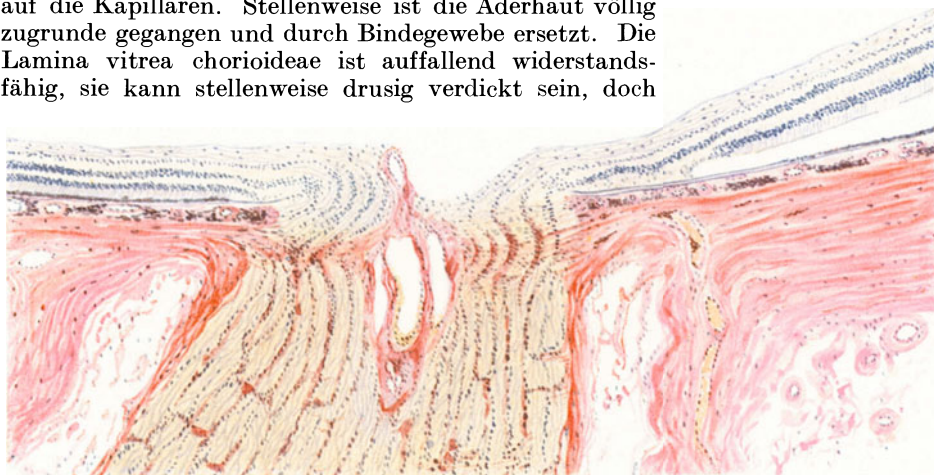 auf die Kapillaren. Stellenweise ist die Aderhaut völlig
zugrunde gegangen und durch Bindegewebe ersetzt. Die
Lamina vitrea chorioideae ist auffallend widerstands-
fähig, sie kann stellenweise drusig verdickt sein, doch